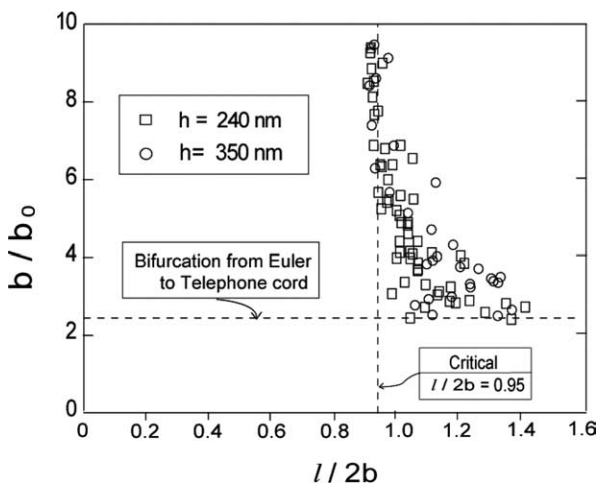 10
8
6
4
2
0
b / b0
h = 240 nm
h= 350 nm
Bifurcation from Euler
to Telephone cord
Critical
l / 2b = 0.95
0 0.2 0.4 0.6 0.8 1.0 1.2 1.4 1.6
l / 2b